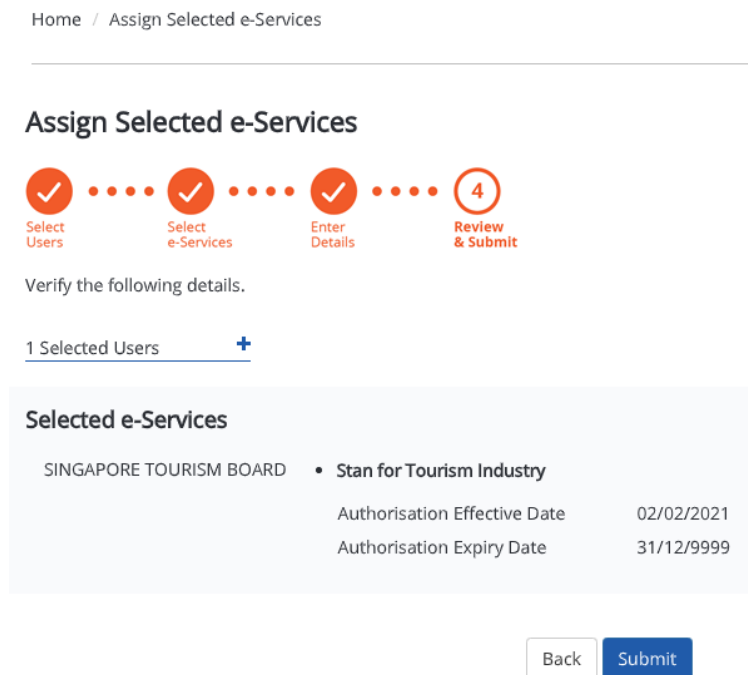 Home / Assign Selected e-Services
Assign Selected e-Services
4
Select Users
Select e-Services
Enter Details
Review & Submit
Verify the following details.
1 Selected Users +
Selected e-Services
SINGAPORE TOURISM BOARD • Stan for Tourism Industry
Authorisation Effective Date 02/02/2021
Authorisation Expiry Date 31/12/9999
Back Submit